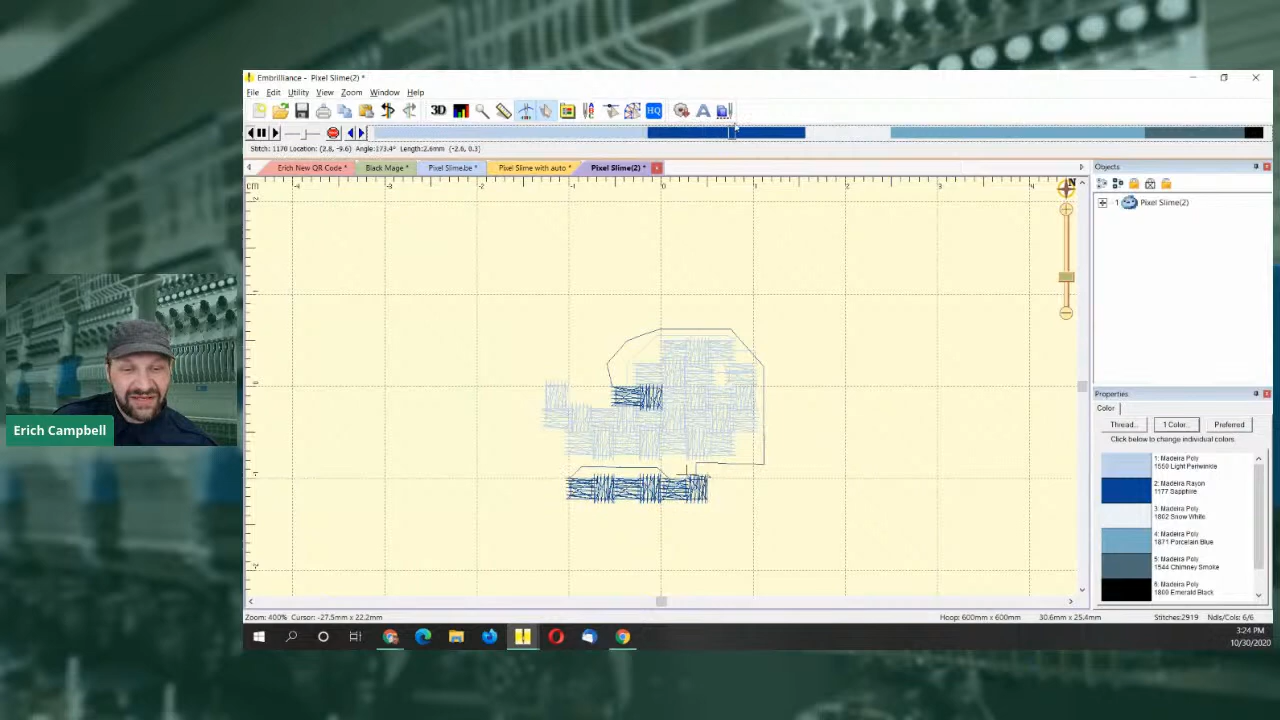 Embrilliance - Pixel Slime(2) *
File Edit Utility View Zoom Window Help
3D HQ A
Stitch: 1170 Location: (2.8, -9.6) Angle:173.4° Length:2.6mm (-2.6, 0.3)
Erich New QR Code * Black Mage * Pixel Slime.be * Pixel Slime with auto * Pixel Slime(2) *
Objects
1 Pixel Slime(2)
N
cm
Properties
Color
Thread... 1 Color... Preferred
Click below to change individual colors.
1: Madeira Poly
1550 Light Periwinkle
2: Madeira Rayon
1177 Sapphire
3: Madeira Poly
1802 Snow White
4: Madeira Poly
1871 Porcelain Blue
5: Madeira Poly
1544 Chimney Smoke
6: Madeira Poly
1800 Emerald Black
Erich Campbell
Zoom: 400% Cursor: -27.5mm x 22.2mm Hoop: 600mm x 600mm 30.6mm x 25.4mm Stitches:2919 Ndls/Cols: 6/6
3:24 PM
10/30/2020